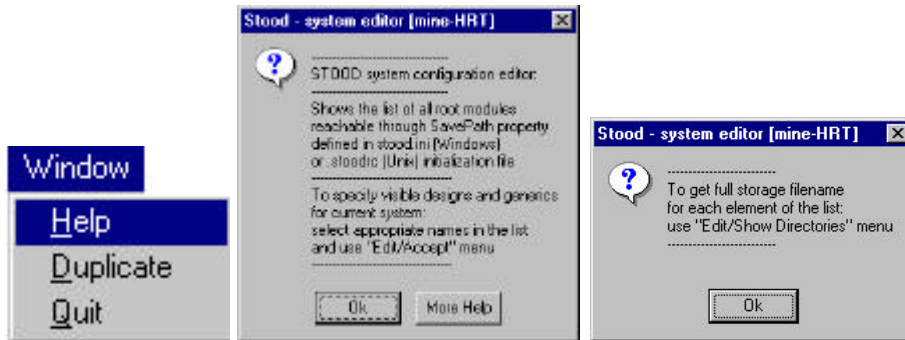 Window
Help
Duplicate
Quit
Stood - system editor [mine-HRT]
STOOD system configuration editor:
Shows the list of all root modules
reachable through SavePath property
defined in stood.ini (Windows)
or .stoodrc (Unix) initialization file
To specify visible designs and generics
for current system:
select appropriate names in the list
and use "Edit/Accept" menu
Ok
More Help
Stood - system editor [mine-HRT]
To get full storage filename
for each element of the list:
use "Edit/Show Directories" menu
Ok